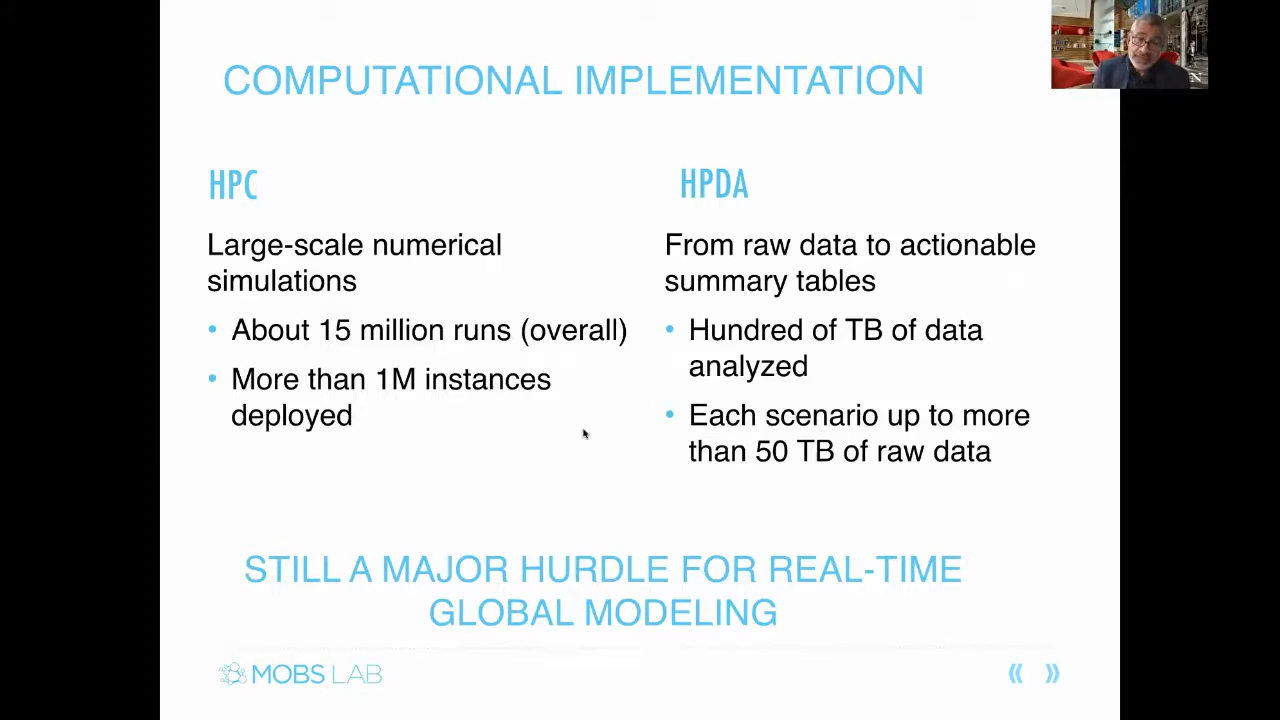 COMPUTATIONAL IMPLEMENTATION
HPC
Large-scale numerical
simulations
• About 15 million runs (overall)
• More than 1M instances
deployed
HPDA
From raw data to actionable
summary tables
• Hundred of TB of data
analyzed
• Each scenario up to more
than 50 TB of raw data
STILL A MAJOR HURDLE FOR REAL-TIME
GLOBAL MODELING
MOBS LAB
N